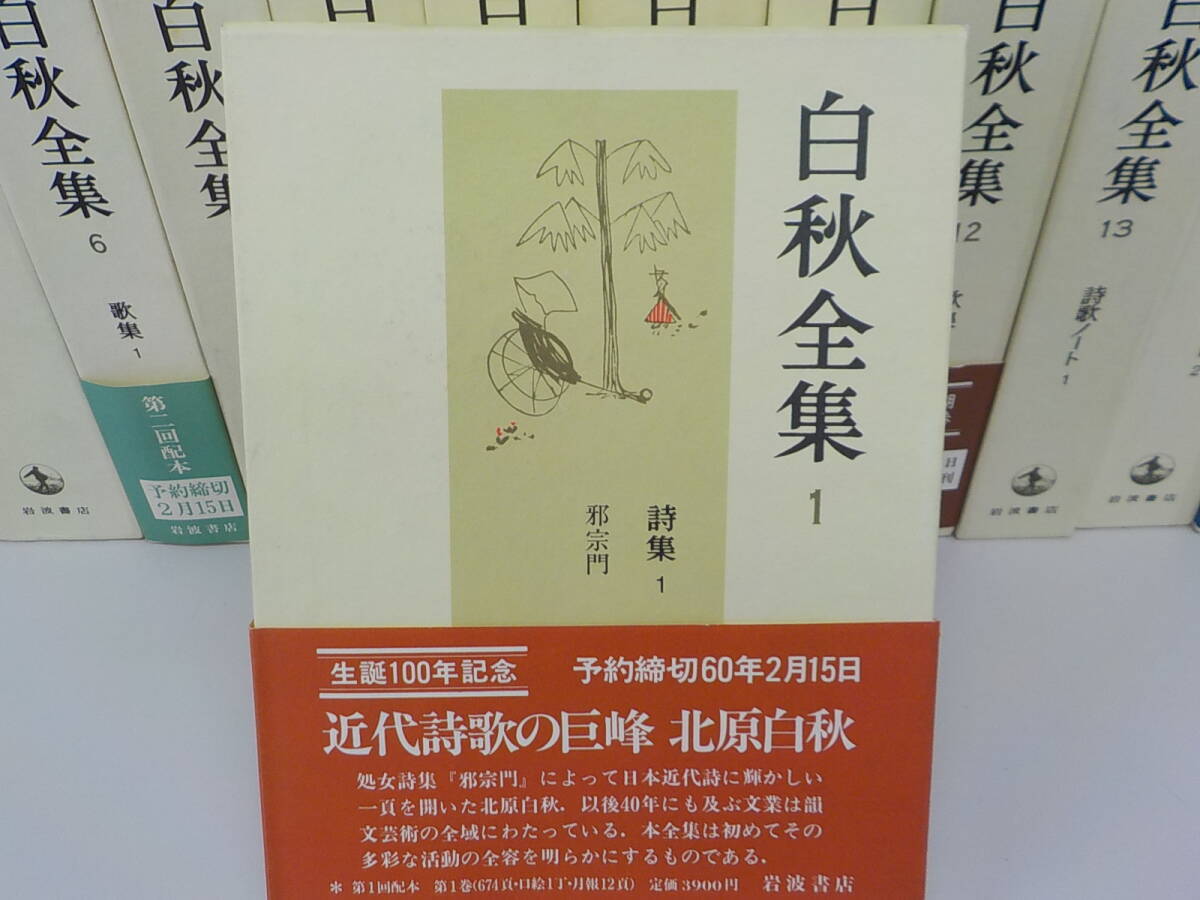 白秋全集 1
詩集 1
邪宗門
生誕100年記念
予約締切60年2月15日
近代詩歌の巨峰 北原白秋
処女詩集『邪宗門』によって日本近代詩に輝かしい
一頁を開いた北原白秋．以後40年にも及ぶ文業は韻
文芸術の全域にわたっている．本全集は初めてその
多彩な活動の全容を明らかにするものである．
＊ 第1回配本 第1巻(674頁・口絵1丁・月報12頁) 定価3900円 岩波書店
白秋全集
6
歌集 1
第二回配本
予約締切
2月15日
岩波書店
岩波書店
白秋全集
白秋全集
12
岩波書店
白秋全集
13
詩歌ノート 1
岩波書店